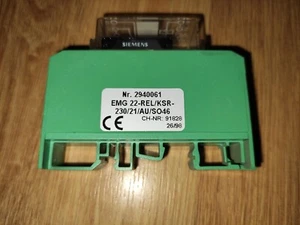 SIEMENS
Nr. 2940061
EMG 22-REL/KSR-
230/21/AU/SO46
CH-NR: 91828
26/98
CE